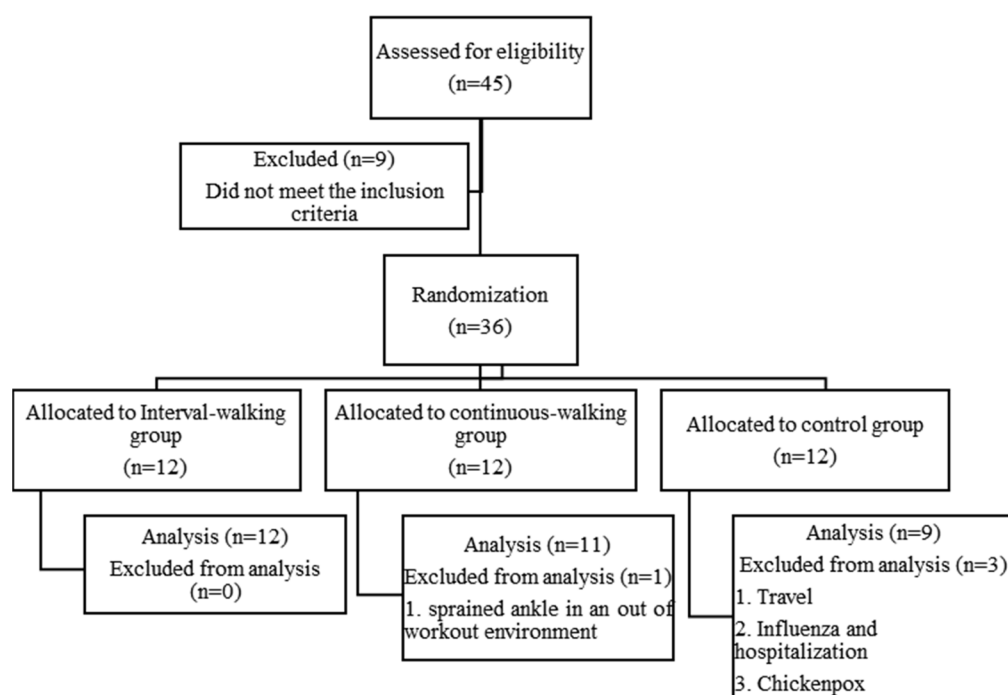 Assessed for eligibility
(n=45)
Excluded (n=9)
Did not meet the inclusion
criteria
Randomization
(n=36)
Allocated to Interval-walking
group
(n=12)
Allocated to continuous-walking
group
(n=12)
Allocated to control group
(n=12)
Analysis (n=12)
Excluded from analysis
(n=0)
Analysis (n=11)
Excluded from analysis (n=1)
1. sprained ankle in an out of
workout environment
Analysis (n=9)
Excluded from analysis (n=3)
1. Travel
2. Influenza and
hospitalization
3. Chickenpox